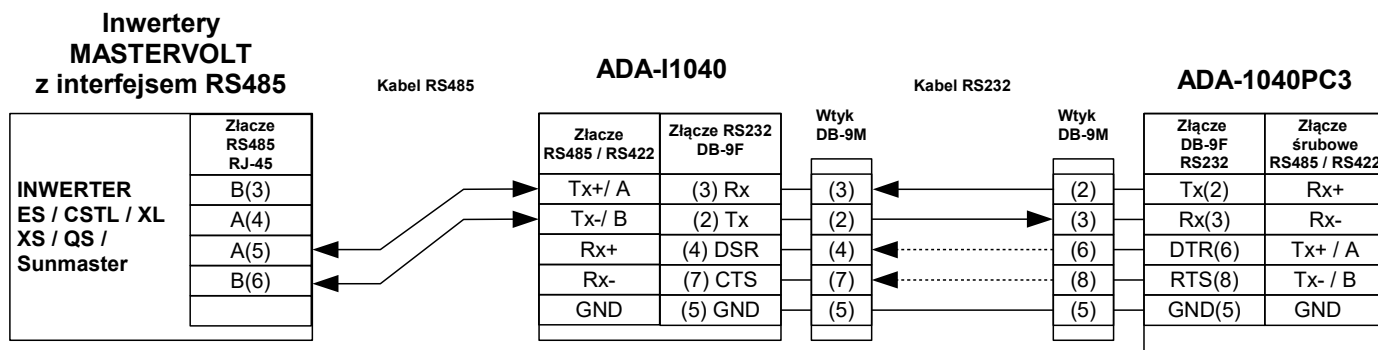 Inwertery
MASTERVOLT
z interfejsem RS485
Kabel RS485
ADA-I1040
Kabel RS232
ADA-1040PC3
INWERTER
ES / CSTL / XL
XS / QS /
Sunmaster
Złacze
RS485
RJ-45
B(3)
A(4)
A(5)
B(6)
Złacze
RS485 / RS422
Tx+/ A
Tx-/ B
Rx+
Rx-
GND
Złącze RS232
DB-9F
(3) Rx
(2) Tx
(4) DSR
(7) CTS
(5) GND
Wtyk
DB-9M
(3)
(2)
(4)
(7)
(5)
Wtyk
DB-9M
(2)
(3)
(6)
(8)
(5)
Złącze
DB-9F
RS232
Tx(2)
Rx(3)
DTR(6)
RTS(8)
GND(5)
Złącze
śrubowe
RS485 / RS422
Rx+
Rx-
Tx+ / A
Tx- / B
GND